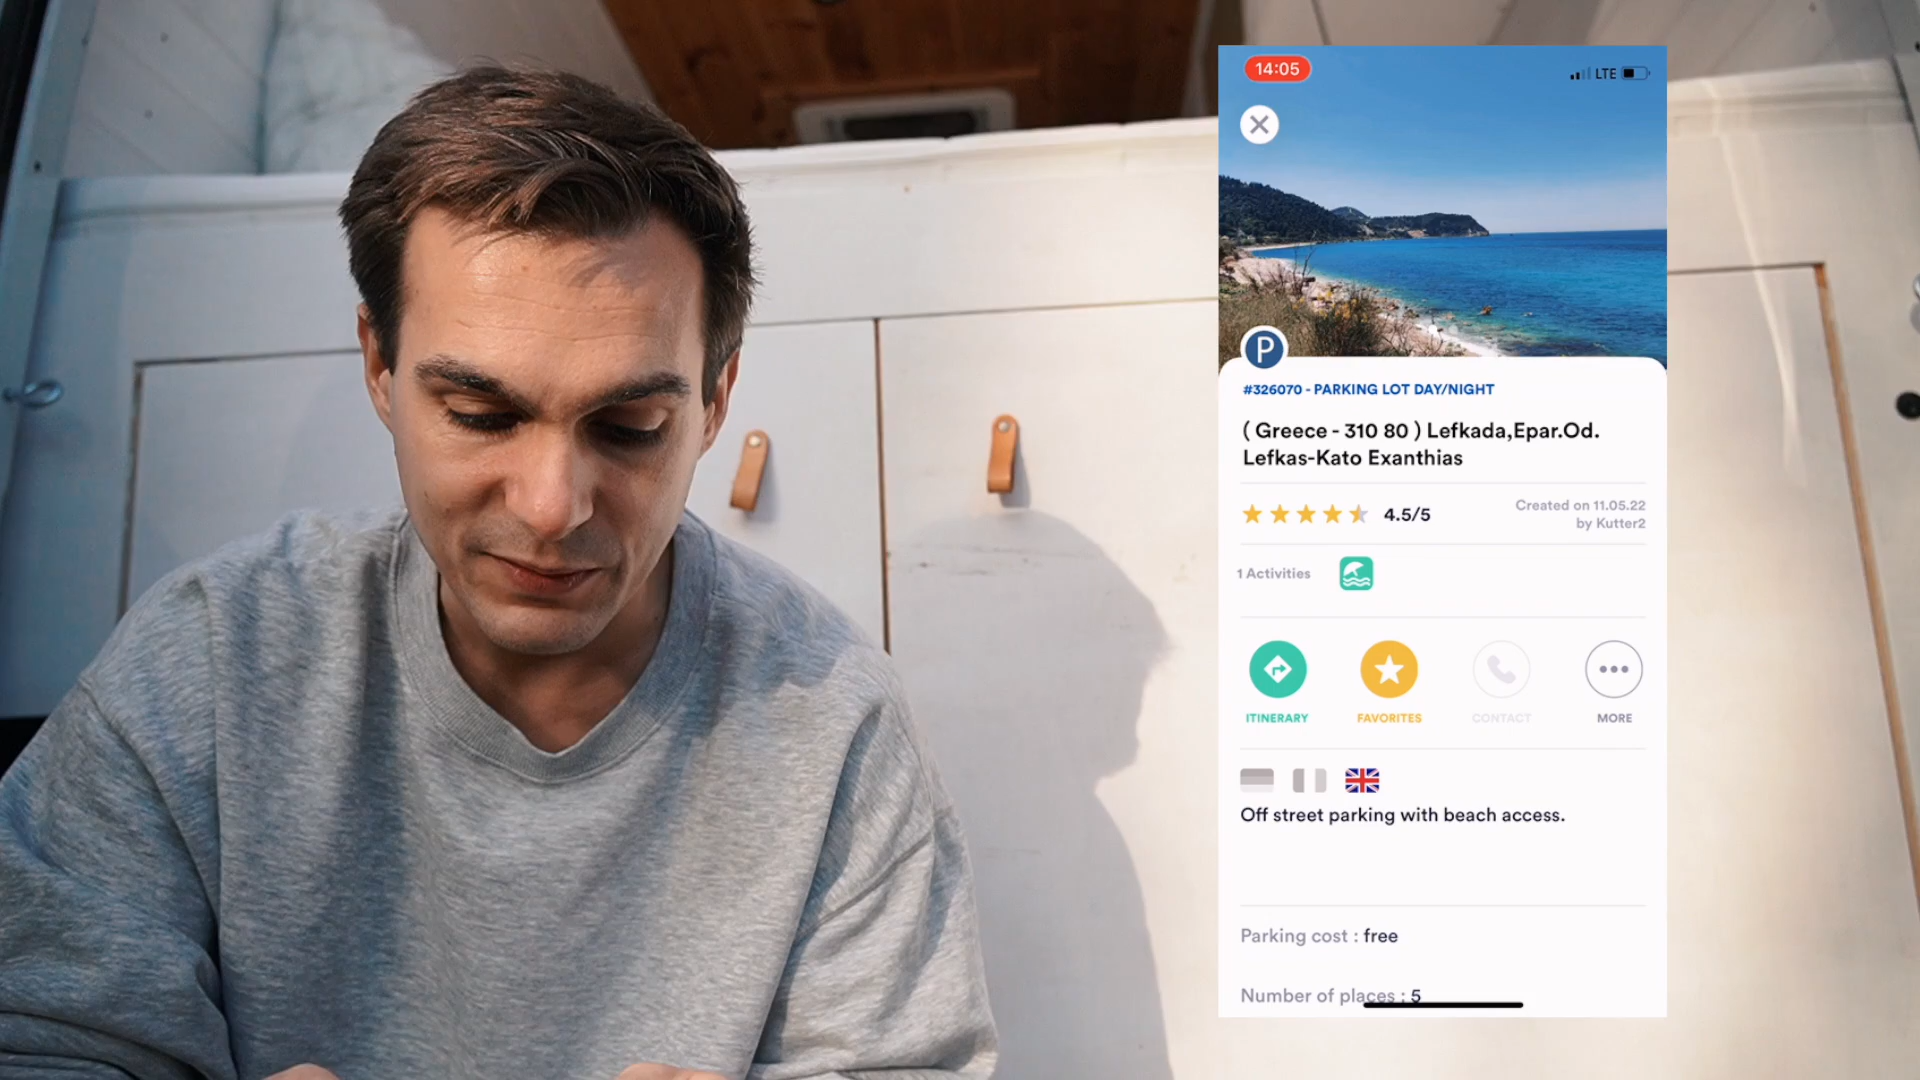 14:05
LTE
P
#326070 - PARKING LOT DAY/NIGHT
( Greece - 310 80 ) Lefkada,Epar.Od.
Lefkas-Kato Exanthias
4.5/5
Created on 11.05.22
by Kutter2
1 Activities
ITINERARY
FAVORITES
CONTACT
MORE
Off street parking with beach access.
Parking cost : free
Number of places : 5